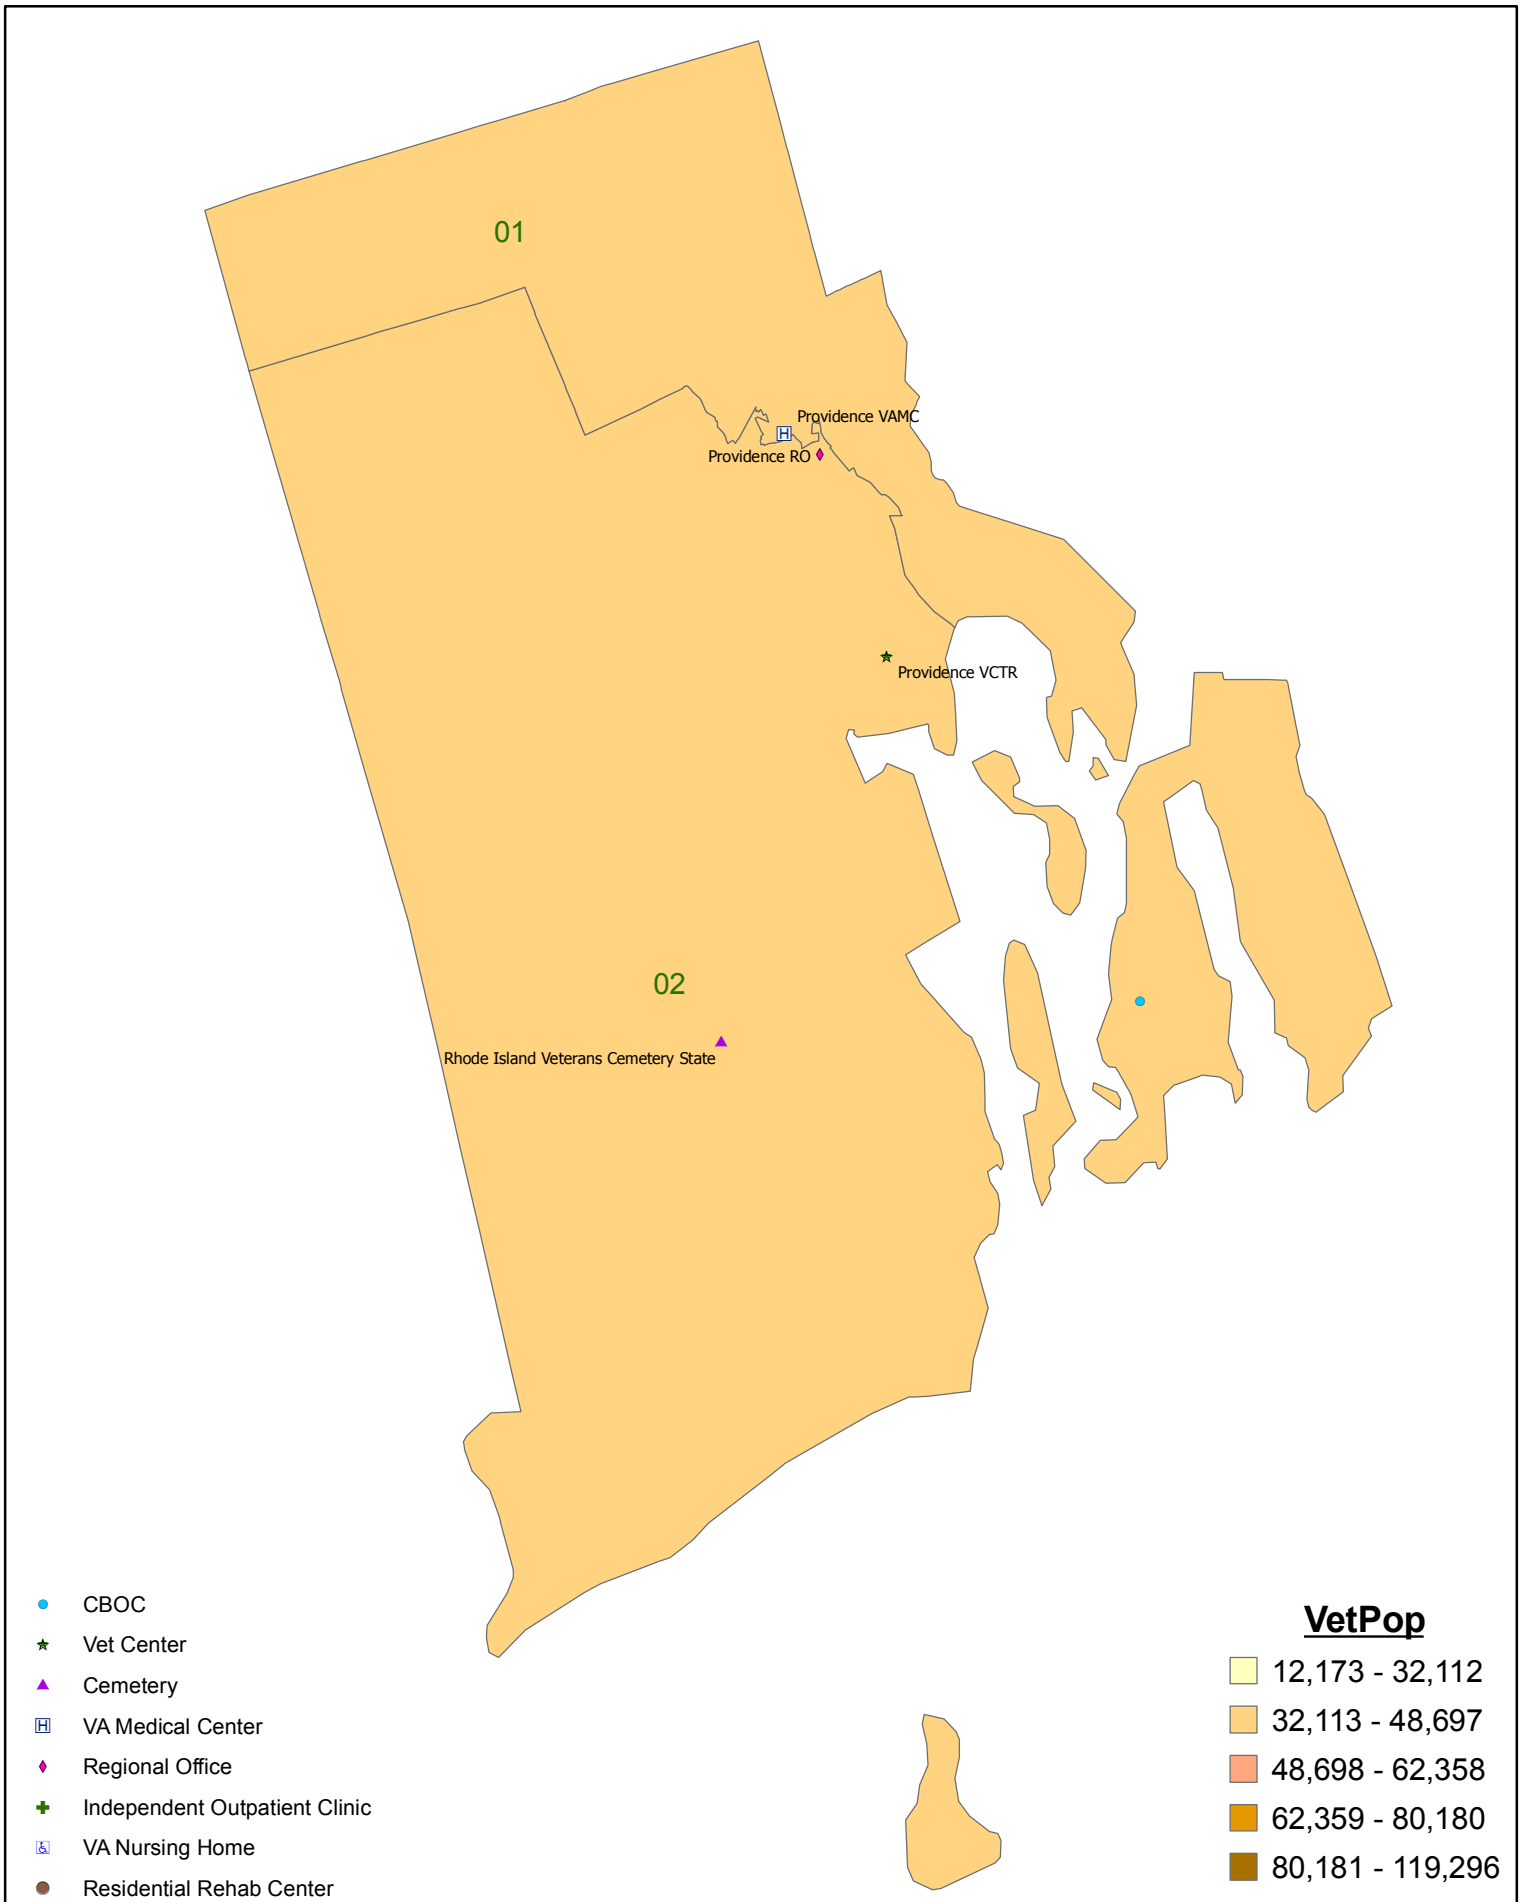 01
Providence VAMC
H
Providence RO
Providence VCTR
02
Rhode Island Veterans Cemetery State
CBOC
Vet Center
Cemetery
H VA Medical Center
Regional Office
Independent Outpatient Clinic
VA Nursing Home
Residential Rehab Center
VetPop
12,173 - 32,112
32,113 - 48,697
48,698 - 62,358
62,359 - 80,180
80,181 - 119,296